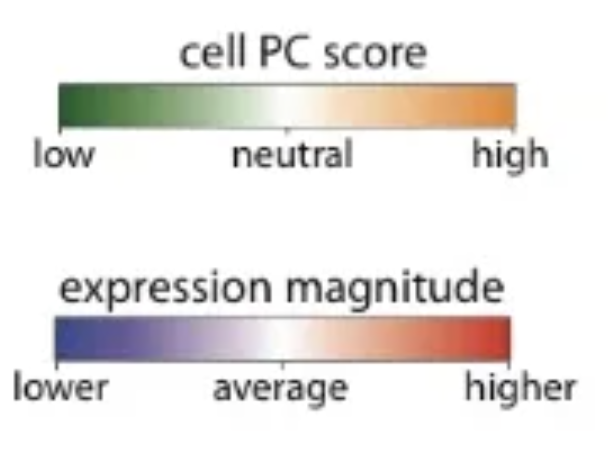 cell PC score
low neutral high
expression magnitude
lower average higher